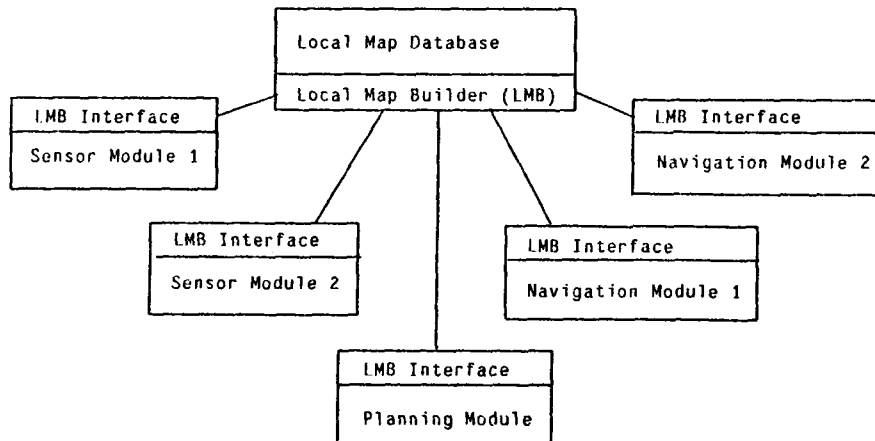 Local Map Database
Local Map Builder (LMB)
LMB Interface
Sensor Module 1
LMB Interface
Navigation Module 2
LMB Interface
Sensor Module 2
LMB Interface
Navigation Module 1
LMB Interface
Planning Module